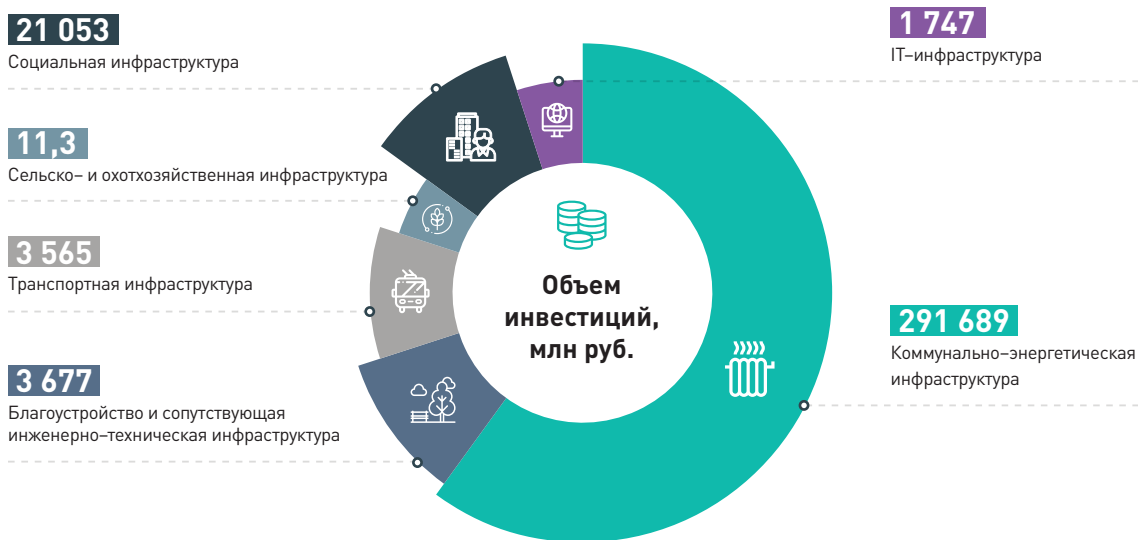 21 053
Социальная инфраструктура
11,3
Сельско– и охотхозяйственная инфраструктура
3 565
Транспортная инфраструктура
3 677
Благоустройство и сопутствующая
инженерно–техническая инфраструктура
Объем
инвестиций,
млн руб.
1 747
IT–инфраструктура
291 689
Коммунально–энергетическая
инфраструктура